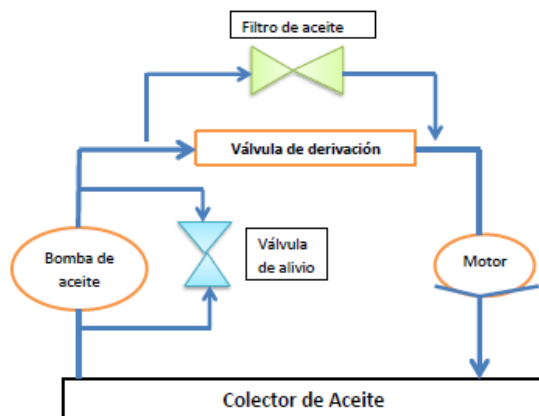 Filtro de aceite
Válvula de derivación
Bomba de
aceite
Válvula
de alivio
Motor
Colector de Aceite